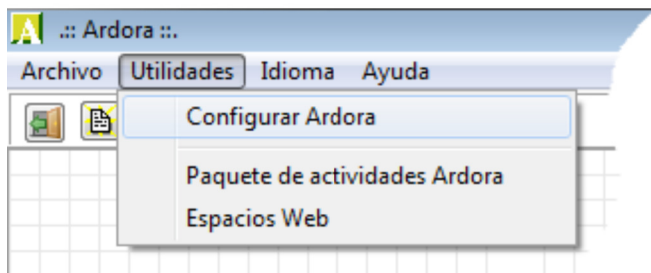 A .:: Ardora ::.
Archivo Utilidades Idioma Ayuda
Configurar Ardora
Paquete de actividades Ardora
Espacios Web